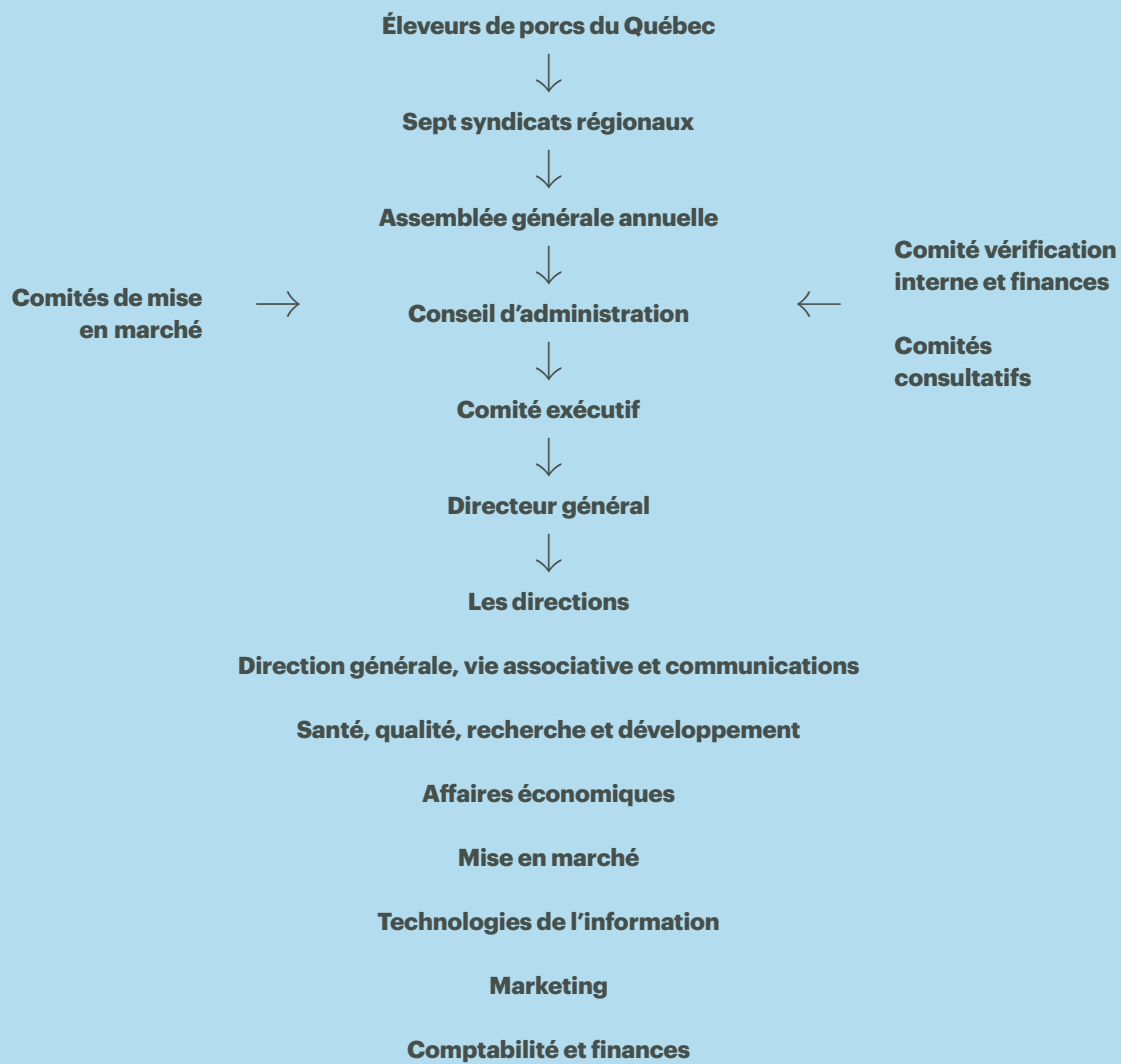 Éleveurs de porcs du Québec
Sept syndicats régionaux
Assemblée générale annuelle
Comités de mise
en marché
Conseil d'administration
Comité vérification
interne et finances
Comités
consultatifs
Comité exécutif
Directeur général
Les directions
Direction générale, vie associative et communications
Santé, qualité, recherche et développement
Affaires économiques
Mise en marché
Technologies de l'information
Marketing
Comptabilité et finances